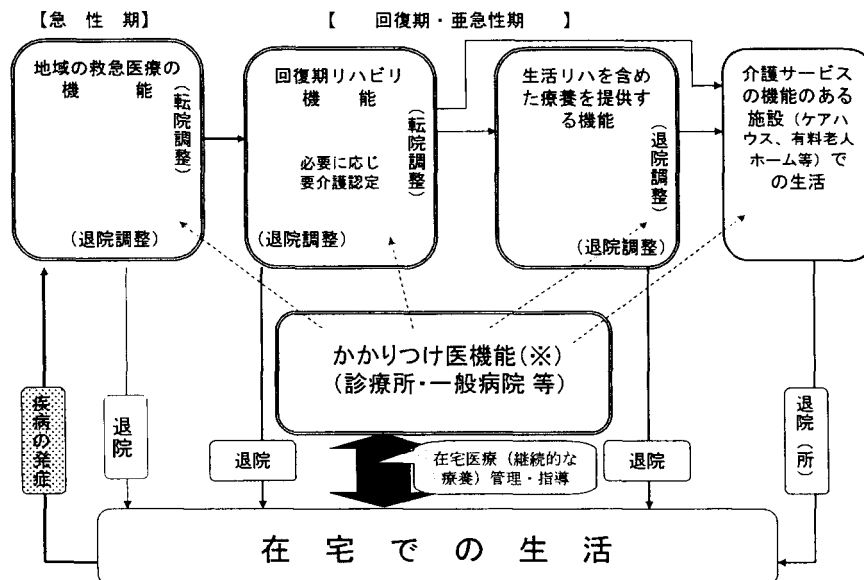 【急 性 期】
【 回復期・亜急性期 】
地域の救急医療の
機 能
(転院調整)
(退院調整)
回復期リハビリ
機 能
必要に応じ
要介護認定
(転院調整)
(退院調整)
生活リハを含め
た療養を提供す
る機能
(退院調整)
(退院調整)
介護サービス
の機能のある
施設(ケアハ
ウス、有料老人
ホーム等)で
の生活
かかりつけ医機能(※)
(診療所・一般病院 等)
疾病の発症
退院
退院
在宅医療(継続的な
療養)管理・指導
退院
退院(所)
在 宅 で の 生 活